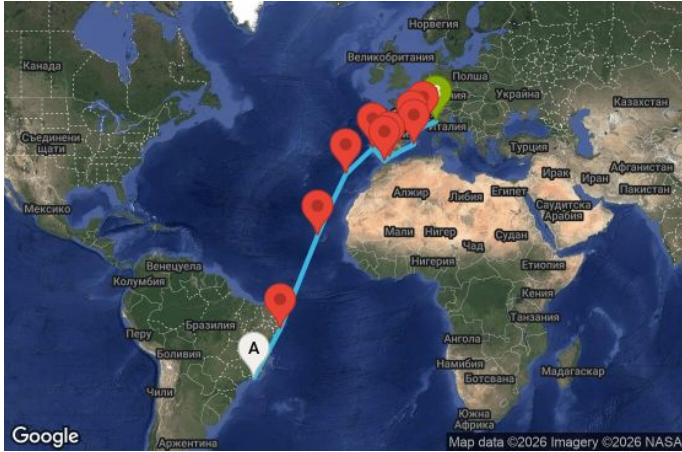 Норвегия
Канада
Великобритания
Полша
Украйна
Казахстан
Италия
Съединени
щати
Турция
Мексико
Алжир
Либия
Египет
Ирак
Иран
Афганистан
Пакистан
Саудитска
Арабия
Мали
Нигер
Чад
Судан
Нигерия
Етиопия
Венецуела
Колумбия
Кения
Перу
Бразилия
Танзания
A
Боливия
Ангола
Намибия
Ботсвана
Мадагаскар
Чили
Южна
Африка
Аржентина
Google
Map data ©2026 Imagery ©2026 NASA